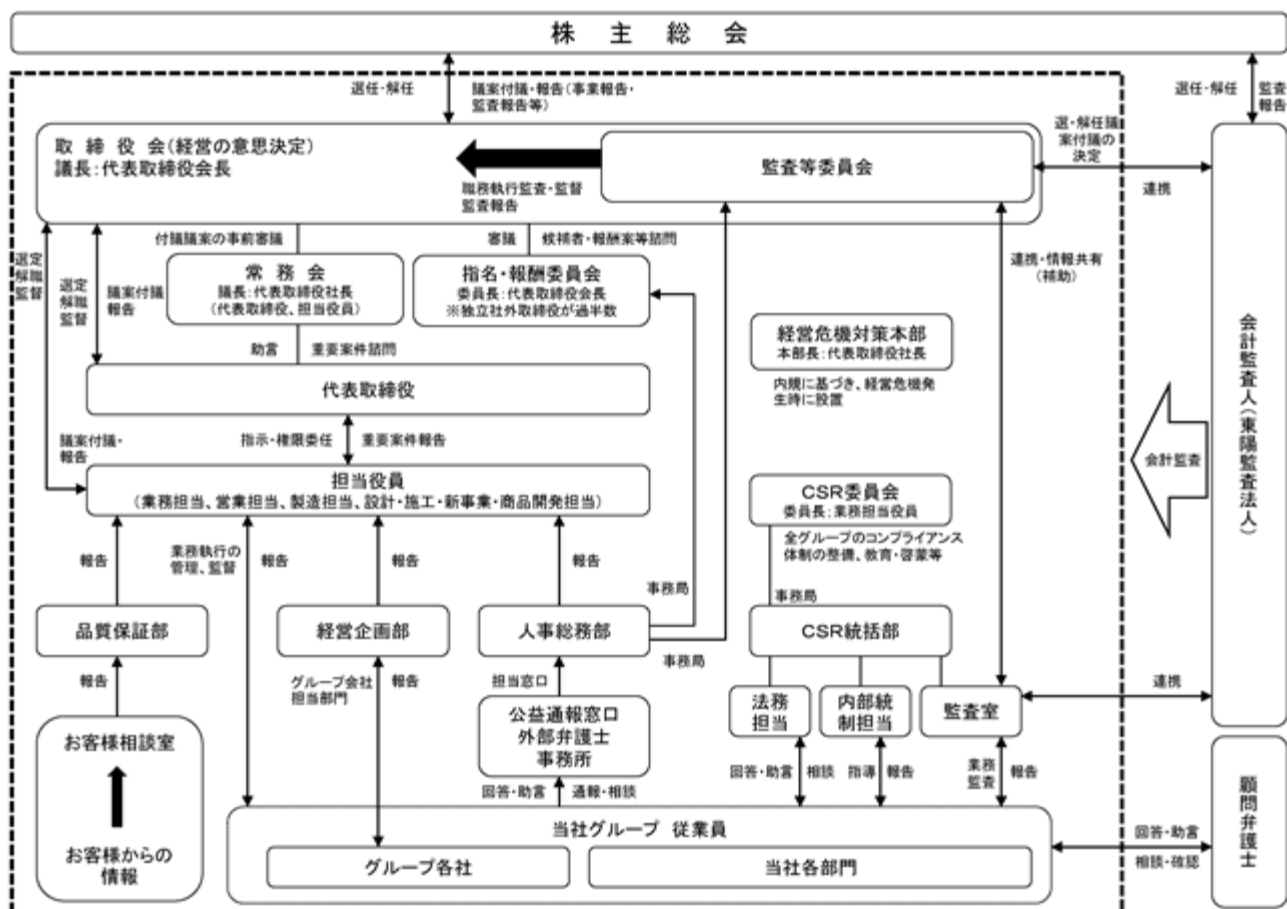 株 主 総 会
選任・解任
議案付議・報告(事業報告・
監査報告等)
選任・解任
監査
報告
取 締 役 会(経営の意思決定)
議長:代表取締役会長
監査等委員会
職務執行監査・監督
監査報告
選・解任議
案付議の
決定
連携
付議議案の事前審議
審議
候補者・報酬案等諮問
選定
解職
監督
選定
解職
監督
議案付議
報告
常 務 会
議長:代表取締役社長
(代表取締役、担当役員)
指名・報酬委員会
委員長:代表取締役会長
※独立社外取締役が過半数
連携・情報共有
(補助)
経営危機対策本部
本部長:代表取締役社長
内規に基づき、経営危機発
生時に設置
助言
重要案件諮問
代表取締役
議案付議・
報告
指示・権限委任
重要案件報告
担当役員
(業務担当、営業担当、製造担当、設計・施工・新事業・商品開発担当)
CSR委員会
委員長:業務担当役員
全グループのコンプライアンス
体制の整備、教育・啓蒙等
会計監査
会計監査人(東陽監査法人)
報告
業務執行の
管理、監督
報告
報告
報告
事務局
事務局
品質保証部
経営企画部
人事総務部
CSR統括部
事務局
報告
グループ会社
担当部門
報告
担当窓口
連携
お客様相談室
お客様からの
情報
公益通報窓口
外部弁護士
事務所
法務
担当
内部統
制担当
監査室
回答・助言
通報・相談
回答・助言
相談
指導
報告
業務
監査
報告
当社グループ 従業員
グループ各社
当社各部門
回答・助言
相談・確認
顧問弁護士